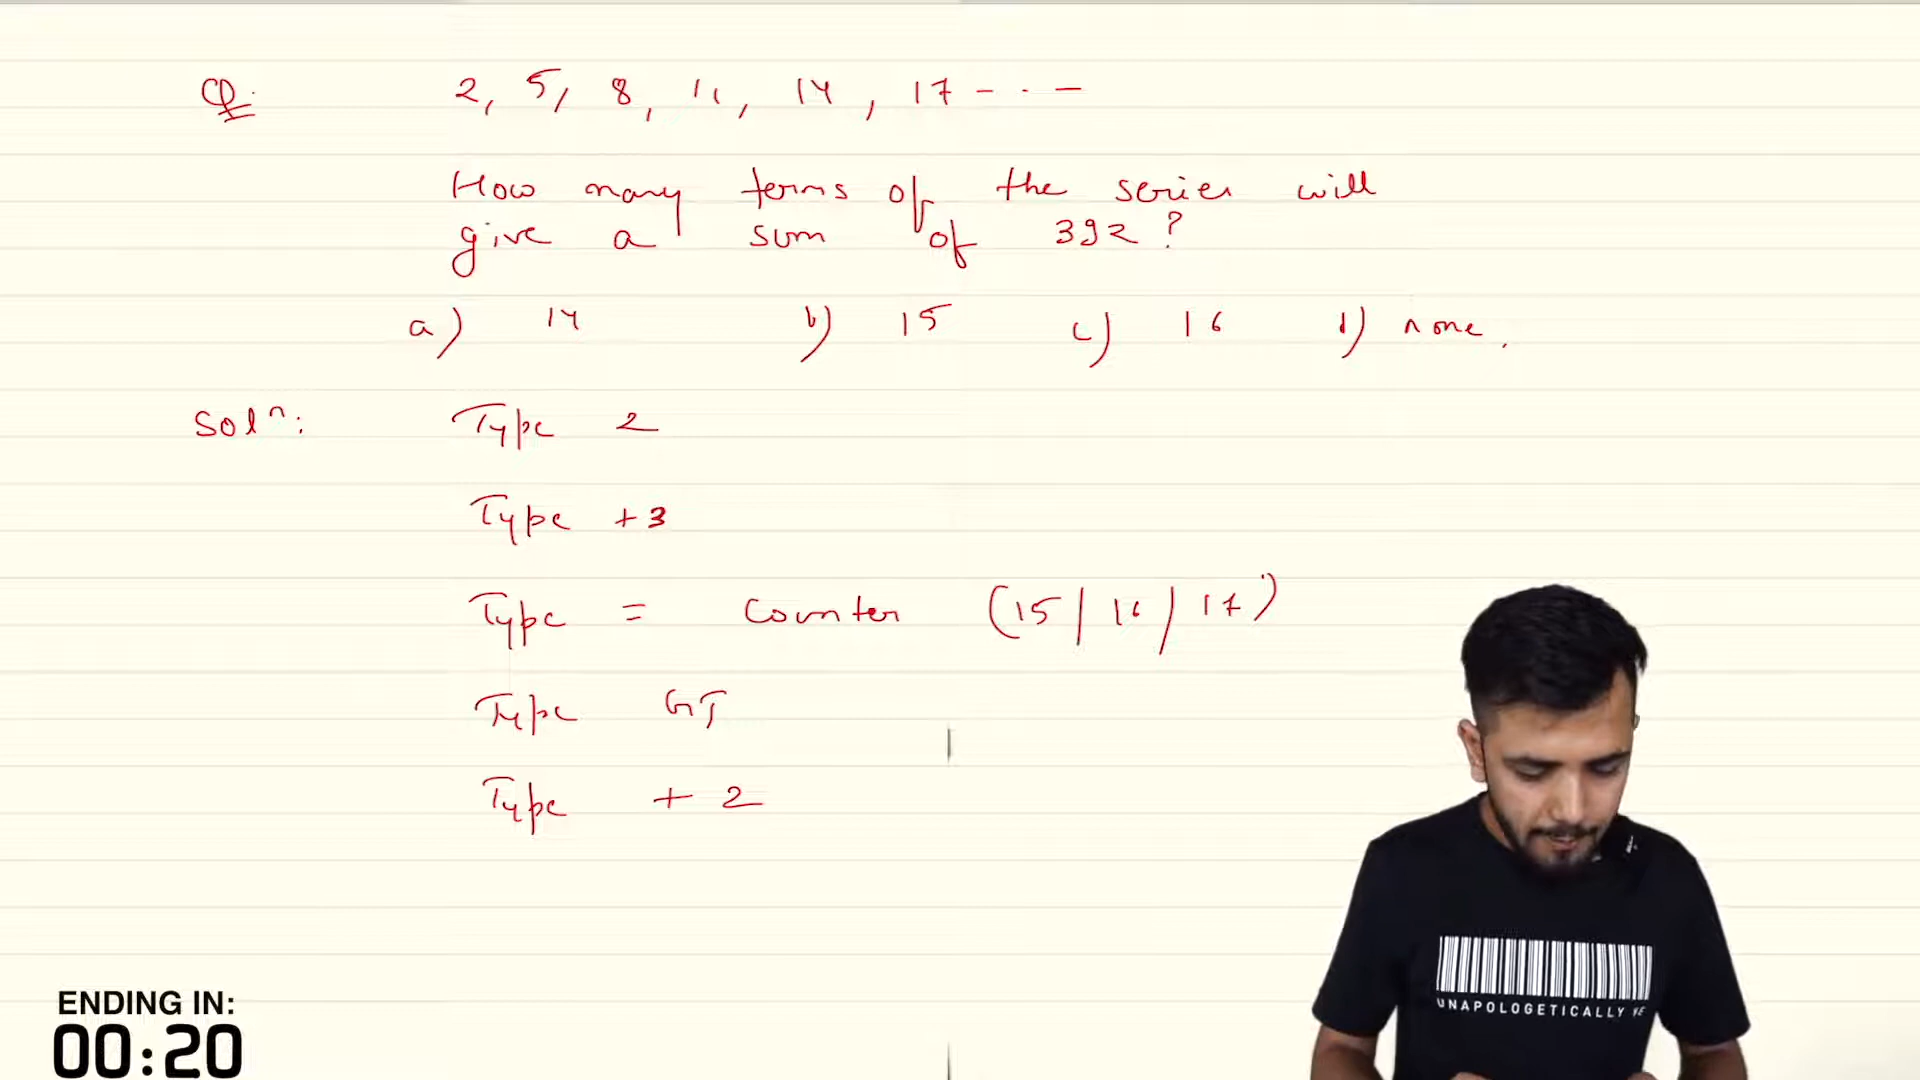 Q. 2, 5, 8, 11, 14, 17 - . . -
How many terms of the series will
give a sum of 392 ?
a) 14 b) 15 c) 16 d) none.
Solⁿ: Type 2
Type +3
Type = Counter (15 | 16 | 17)
Type GT
Type + 2
UNAPOLOGETICALLY
ENDING IN:
00:20